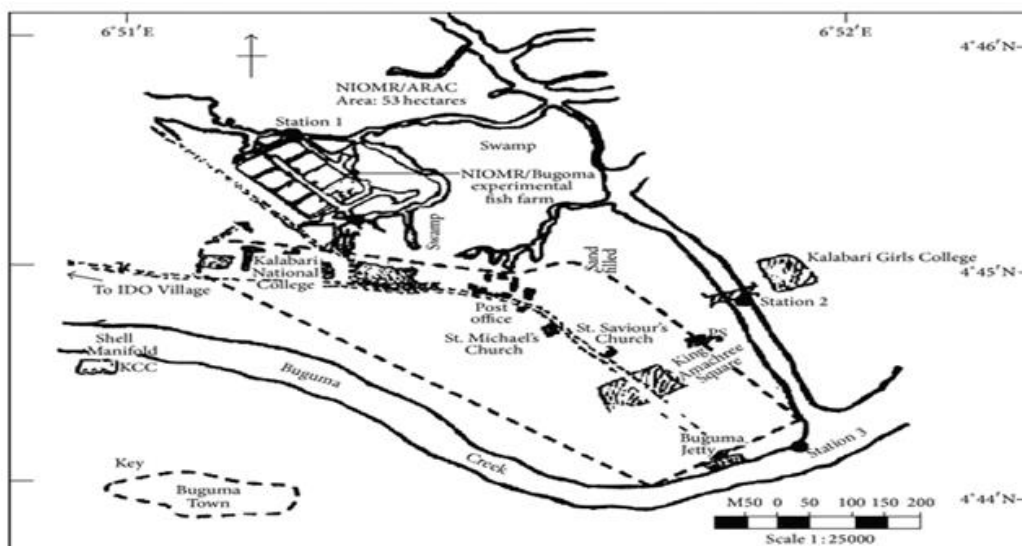 6°51′E
6°52′E
4°46′N
NIOMR/ARAC
Area: 53 hectares
Station 1
Swamp
NIOMR/Bugoma
experimental
fish farm
Swamp
Sand
filled
Kalabari Girls College
Kalabari
National
College
4°45′N
To IDO Village
Station 2
Post
office
St. Michael's
Church
St. Saviour's
Church
PS
King
Amachree
Square
Shell
Manifold
KCC
Buguma
Creek
Buguma
Jetty
Station 3
Key
Buguma
Town
4°44′N
M50 0 50 100 150 200
Scale 1 : 25000